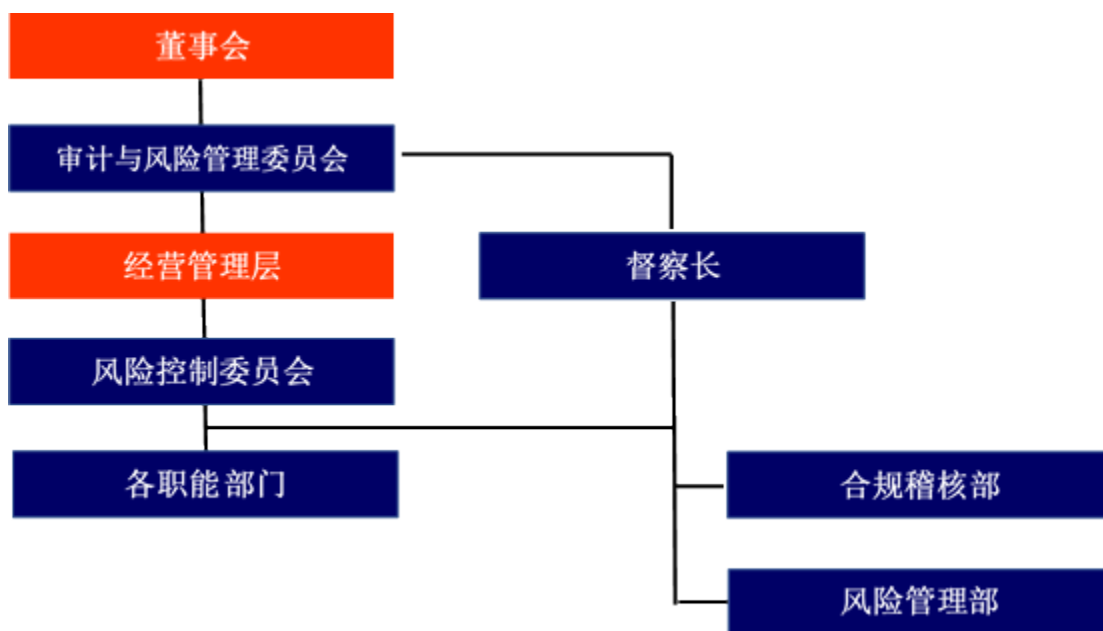 董事会
审计与风险管理委员会
经营管理层
督察长
风险控制委员会
各职能部门
合规稽核部
风险管理部